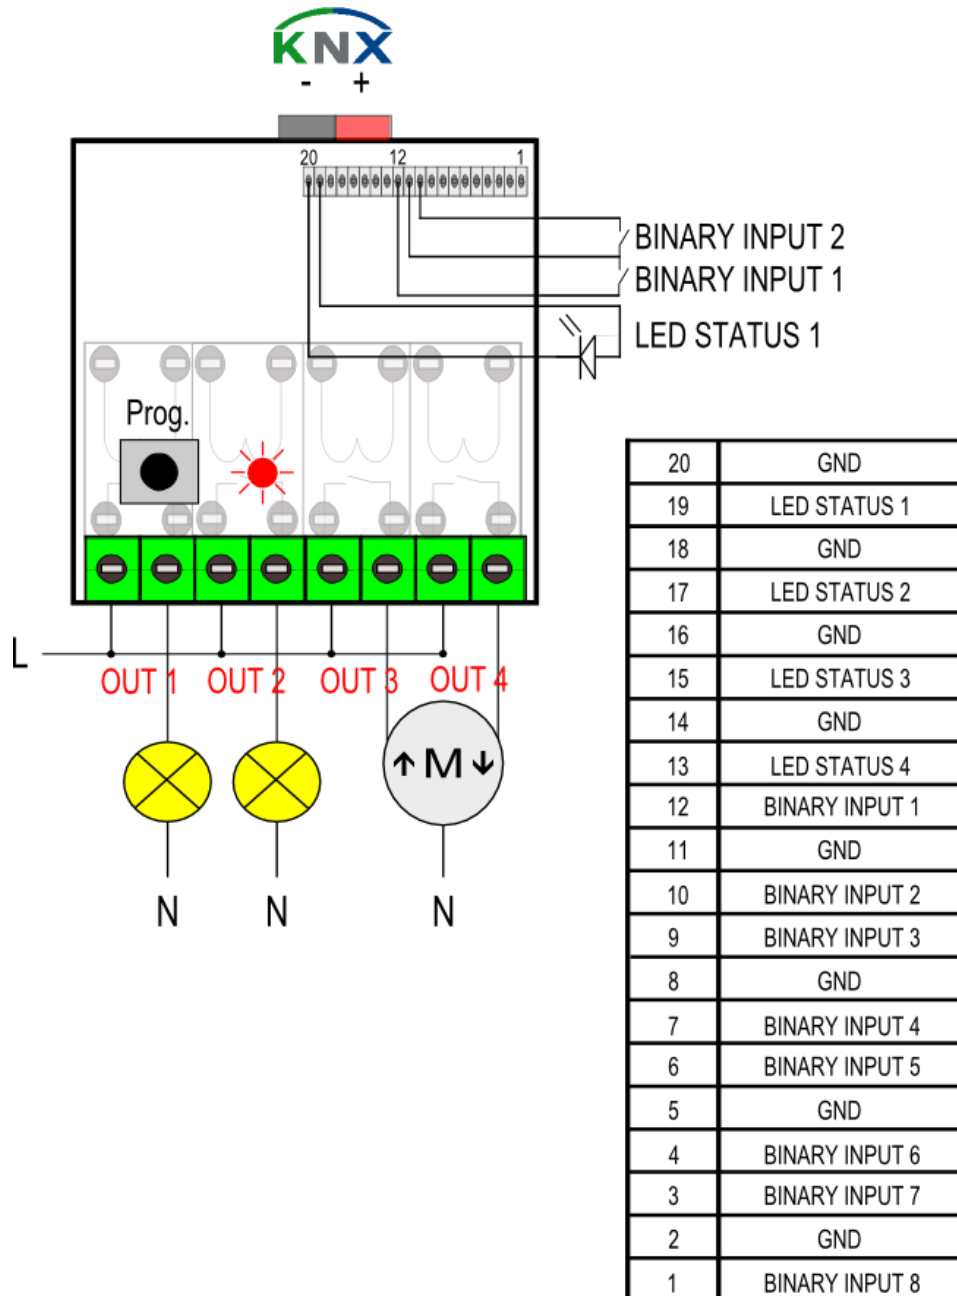 KNX
- +
20 12 1
BINARY INPUT 2
BINARY INPUT 1
LED STATUS 1
Prog.
L
OUT 1 OUT 2 OUT 3 OUT 4
M
N N N
20 GND
19 LED STATUS 1
18 GND
17 LED STATUS 2
16 GND
15 LED STATUS 3
14 GND
13 LED STATUS 4
12 BINARY INPUT 1
11 GND
10 BINARY INPUT 2
9 BINARY INPUT 3
8 GND
7 BINARY INPUT 4
6 BINARY INPUT 5
5 GND
4 BINARY INPUT 6
3 BINARY INPUT 7
2 GND
1 BINARY INPUT 8